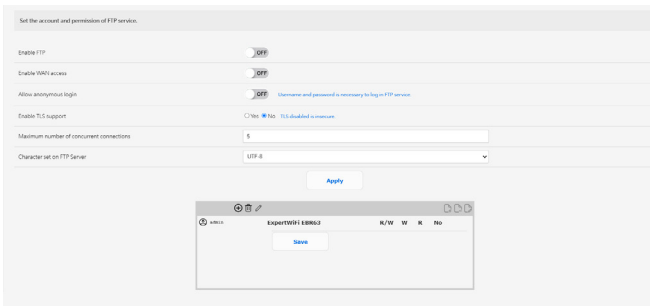 Set the account and permission of FTP service.
Enable FTP
OFF
Enable WAN access
OFF
Allow anonymous login
OFF Username and password is necessary to log in FTP service.
Enable TLS support
Yes No TLS disabled is insecure.
Maximum number of concurrent connections
5
Character set on FTP Server
UTF-8
Apply
admin ExpertWiFi EBR63 R/W W R No
Save